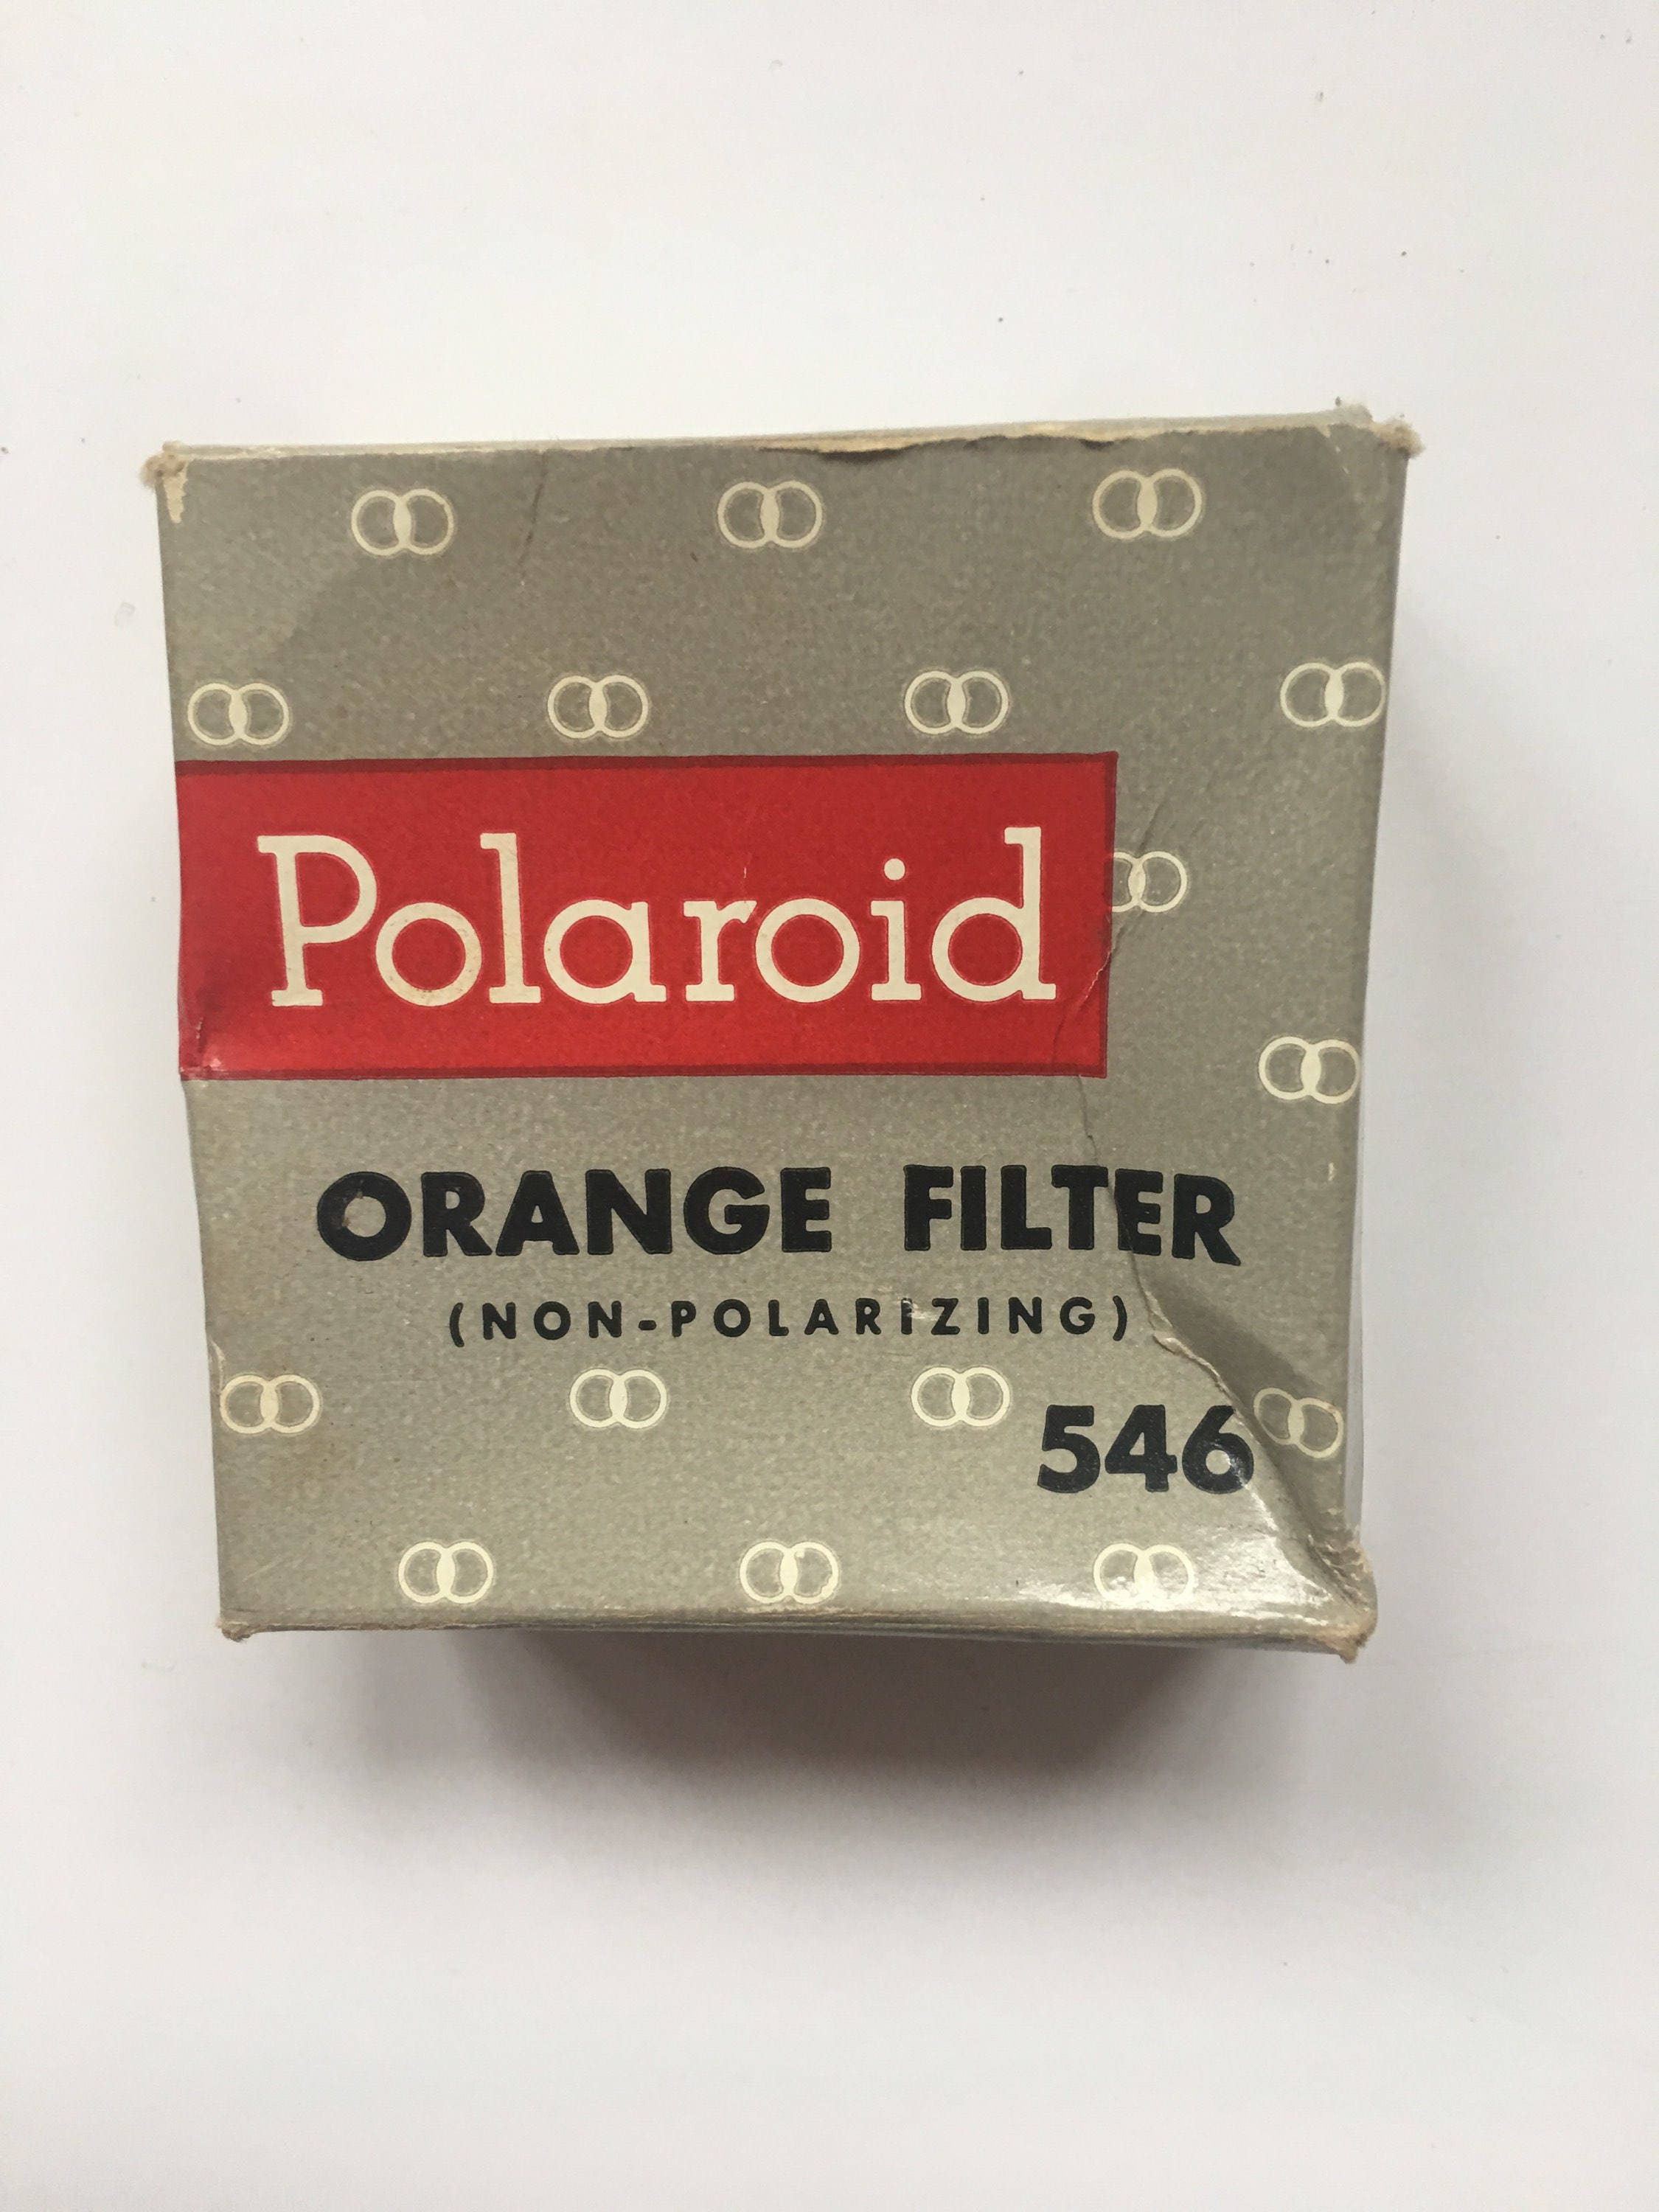 Polaroid
ORANGE FILTER
(NON-POLARIZING)
546